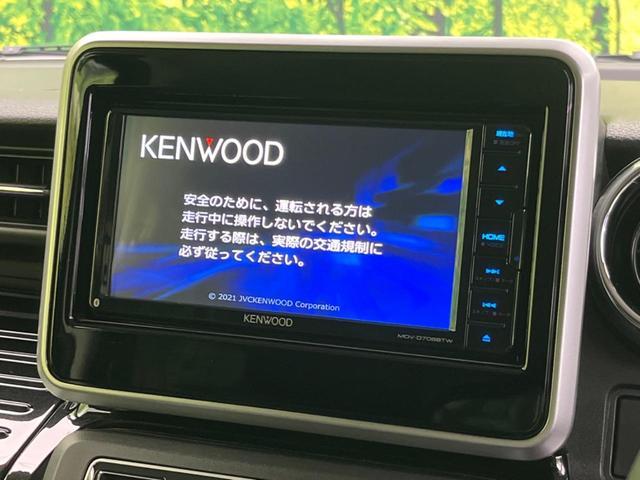 KENWOOD
安全のために、運転される方は
走行中に操作しないでください。
走行する際は、実際の交通規制に
必ず従ってください。
© 2021 JVCKENWOOD Corporation
KENWOOD
MDV-D708BTW
現在地
HOME